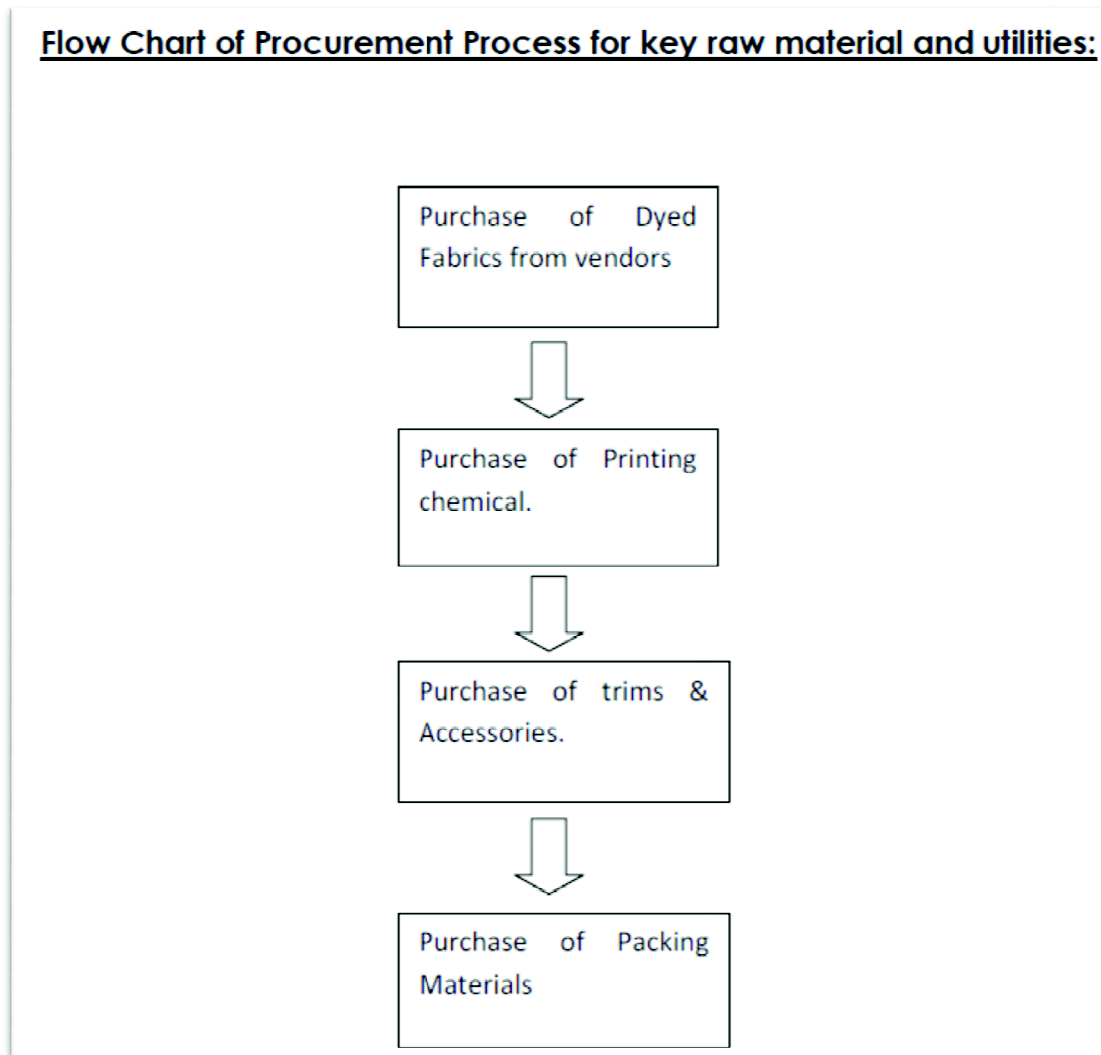 Flow Chart of Procurement Process for key raw material and utilities:
Purchase of Dyed
Fabrics from vendors
Purchase of Printing
chemical.
Purchase of trims &
Accessories.
Purchase of Packing
Materials